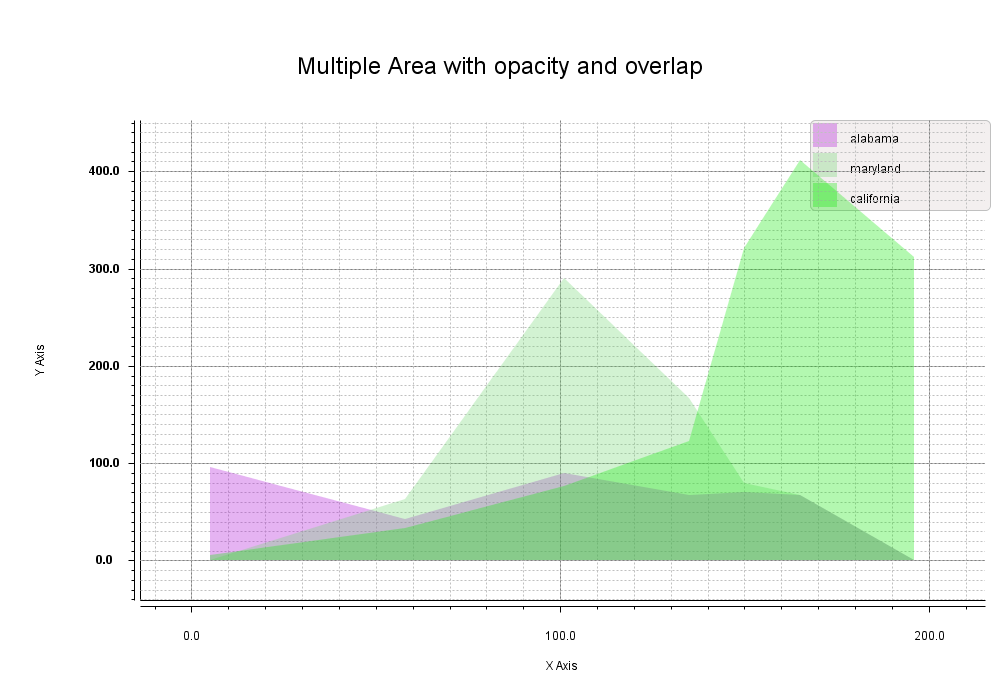 Multiple Area with opacity and overlap
alabama
maryland
california
400.0
300.0
200.0
100.0
0.0
Y Axis
0.0 100.0 200.0
X Axis